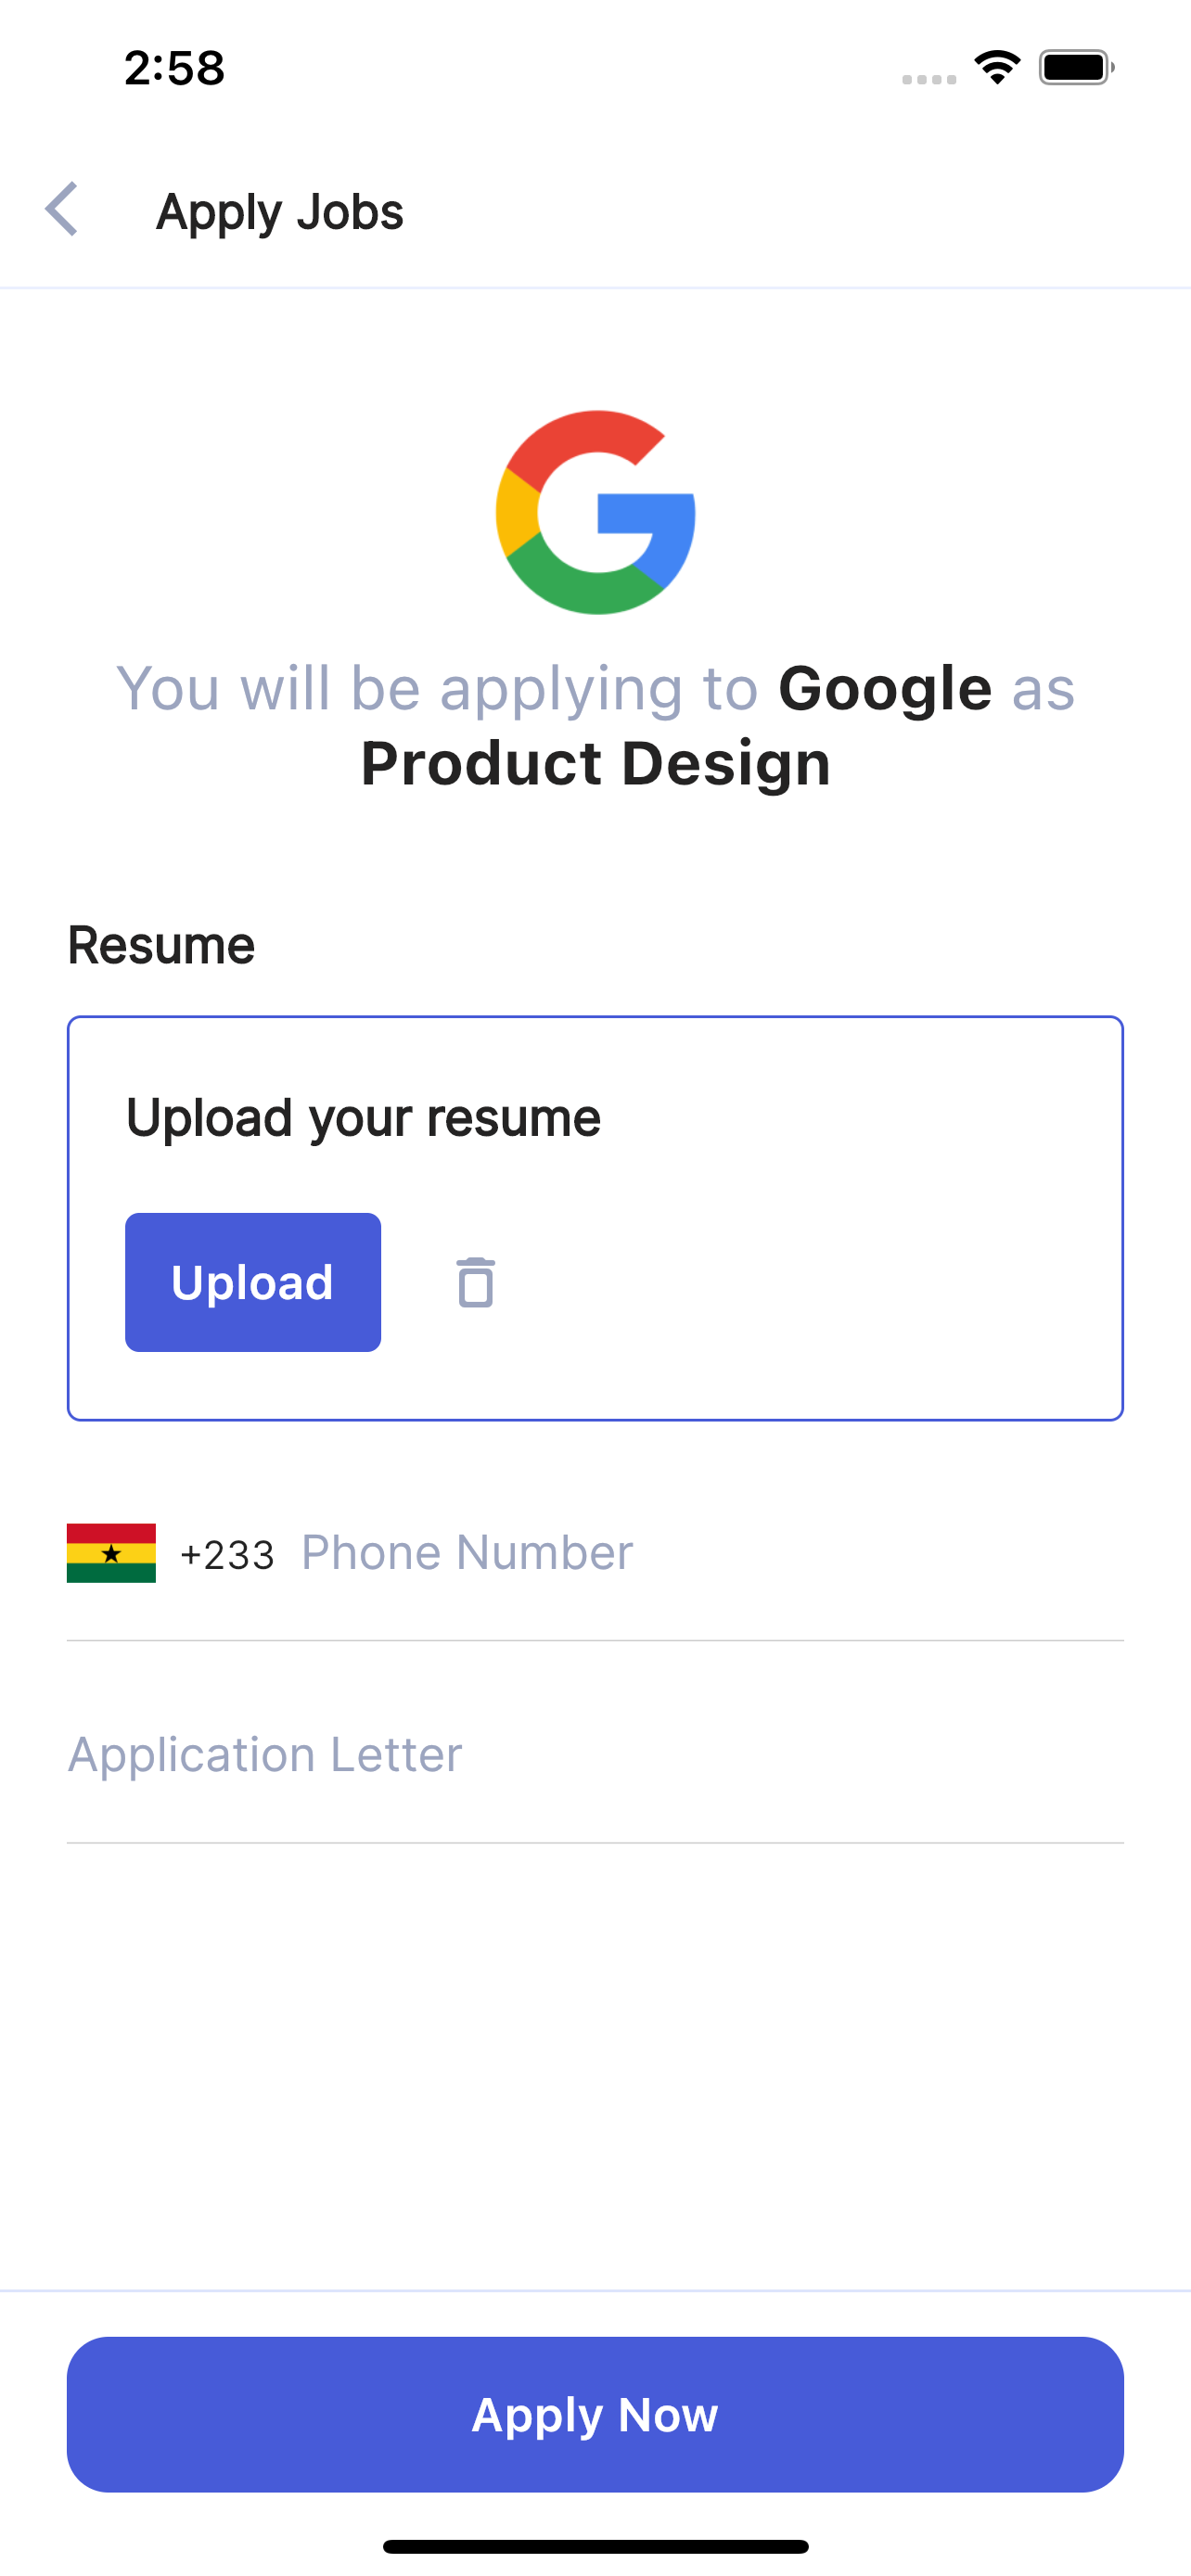 2:58
Apply Jobs
You will be applying to Google as
Product Design
Resume
Upload your resume
Upload
+233 Phone Number
Application Letter
Apply Now